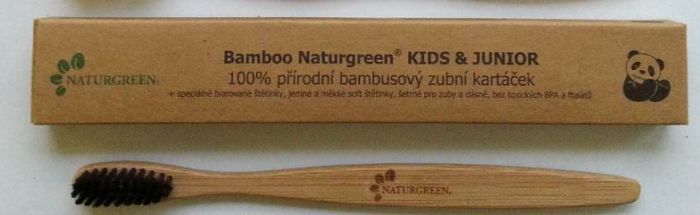 NATURGREEN®
Bamboo Naturgreen® KIDS & JUNIOR
100% přírodní bambusový zubní kartáček
+ speciálně tvarované štětinky, jemné a měkké soft štětinky, šetrné pro zuby a dásně, bez toxických BPA a ftalátů
NATURGREEN®